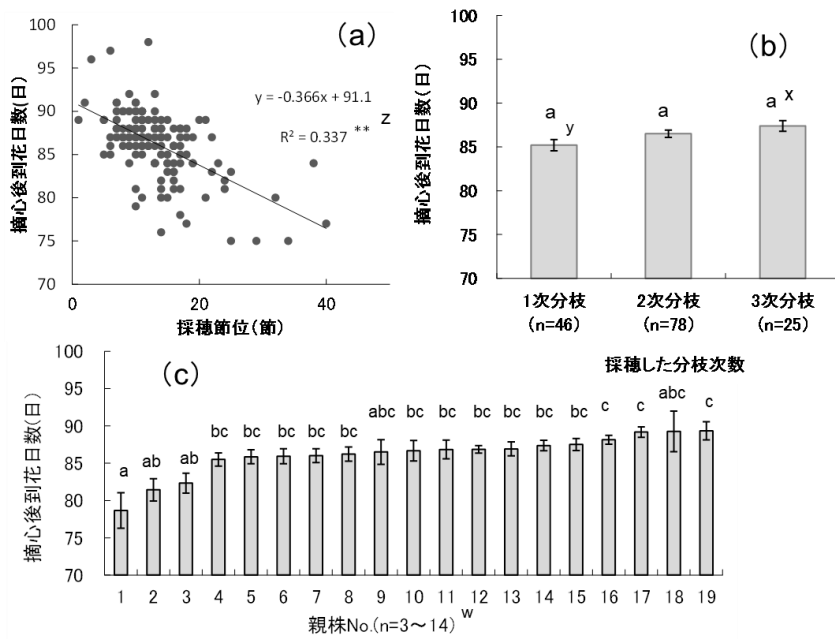 (a)
摘心後到花日数(日)
100
95
90
85
80
75
70
y = -0.366x + 91.1
R² = 0.337 ** z
0 20 40
採穂節位(節)
(b)
摘心後到花日数(日)
100
95
90
85
80
75
70
a y
a
a x
1次分枝 2次分枝 3次分枝
(n=46) (n=78) (n=25)
採穂した分枝次数
(c)
摘心後到花日数(日)
100
95
90
85
80
75
70
a ab ab bc bc bc bc bc abc bc bc bc bc bc bc c c abc c
1 2 3 4 5 6 7 8 9 10 11 12 13 14 15 16 17 18 19
親株No.(n=3～14) w